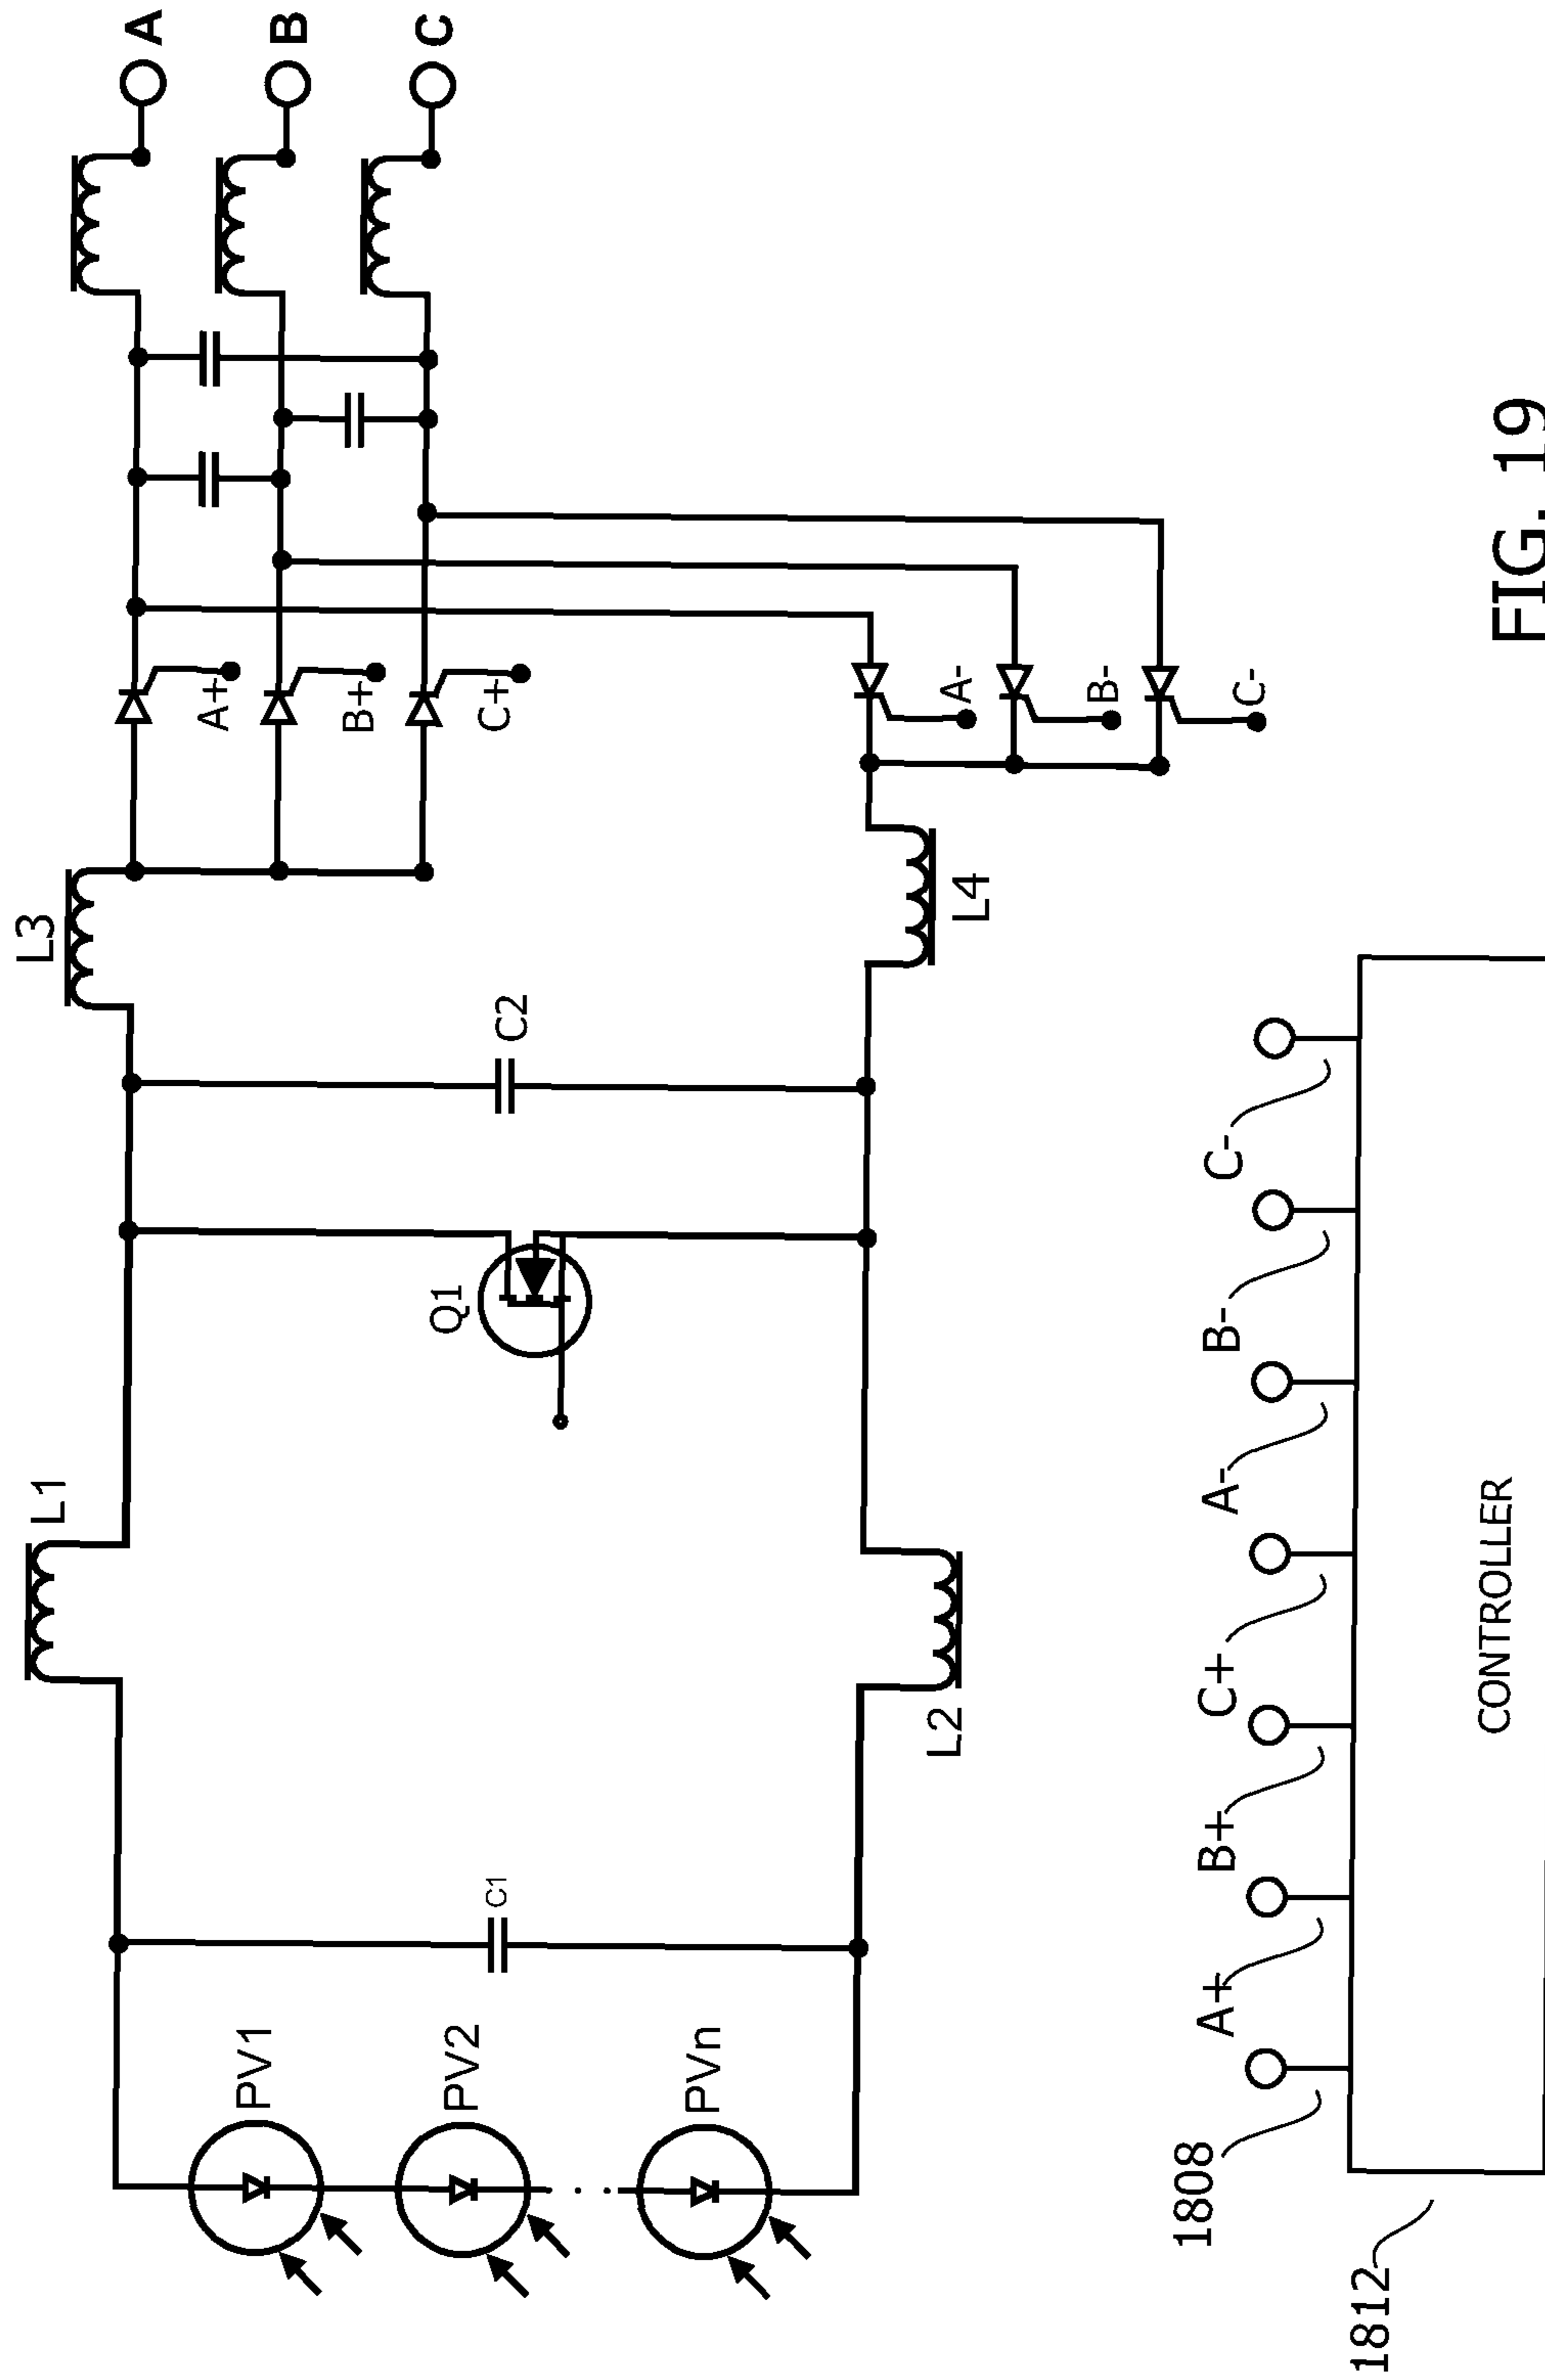 L1
L3
A
B
C
PV1
PV2
PVn
C1
Q1
C2
A+
B+
C+
L2
L4
A-
B-
C-
1808
A+
B+
C+
A-
B-
C-
1812
CONTROLLER
FIG. 19